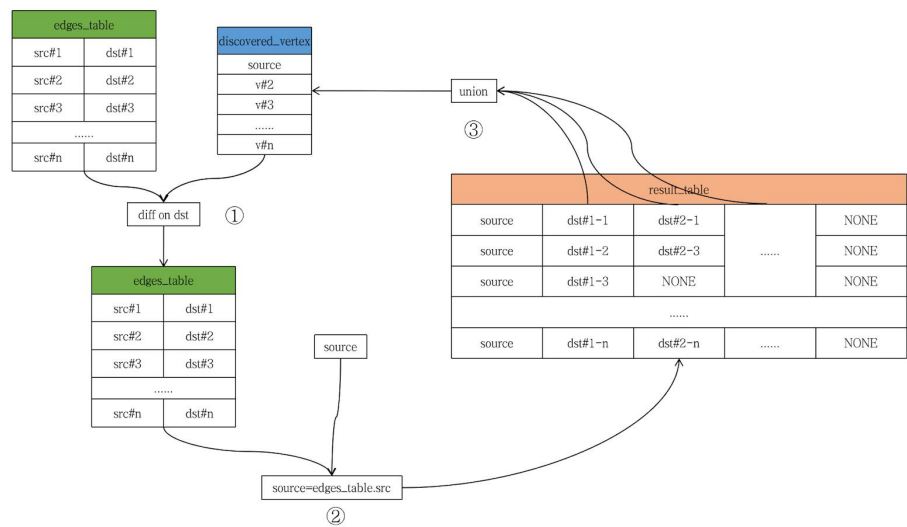 edges_table
src#1 dst#1
src#2 dst#2
src#3 dst#3
......
src#n dst#n
discovered_vertex
source
v#2
v#3
......
v#n
union
③
diff on dst
①
result_table
source dst#1-1 dst#2-1 ...... NONE
source dst#1-2 dst#2-3 NONE
source dst#1-3 NONE NONE
......
source dst#1-n dst#2-n ...... NONE
edges_table
src#1 dst#1
src#2 dst#2
src#3 dst#3
......
src#n dst#n
source
source=edges_table.src
②